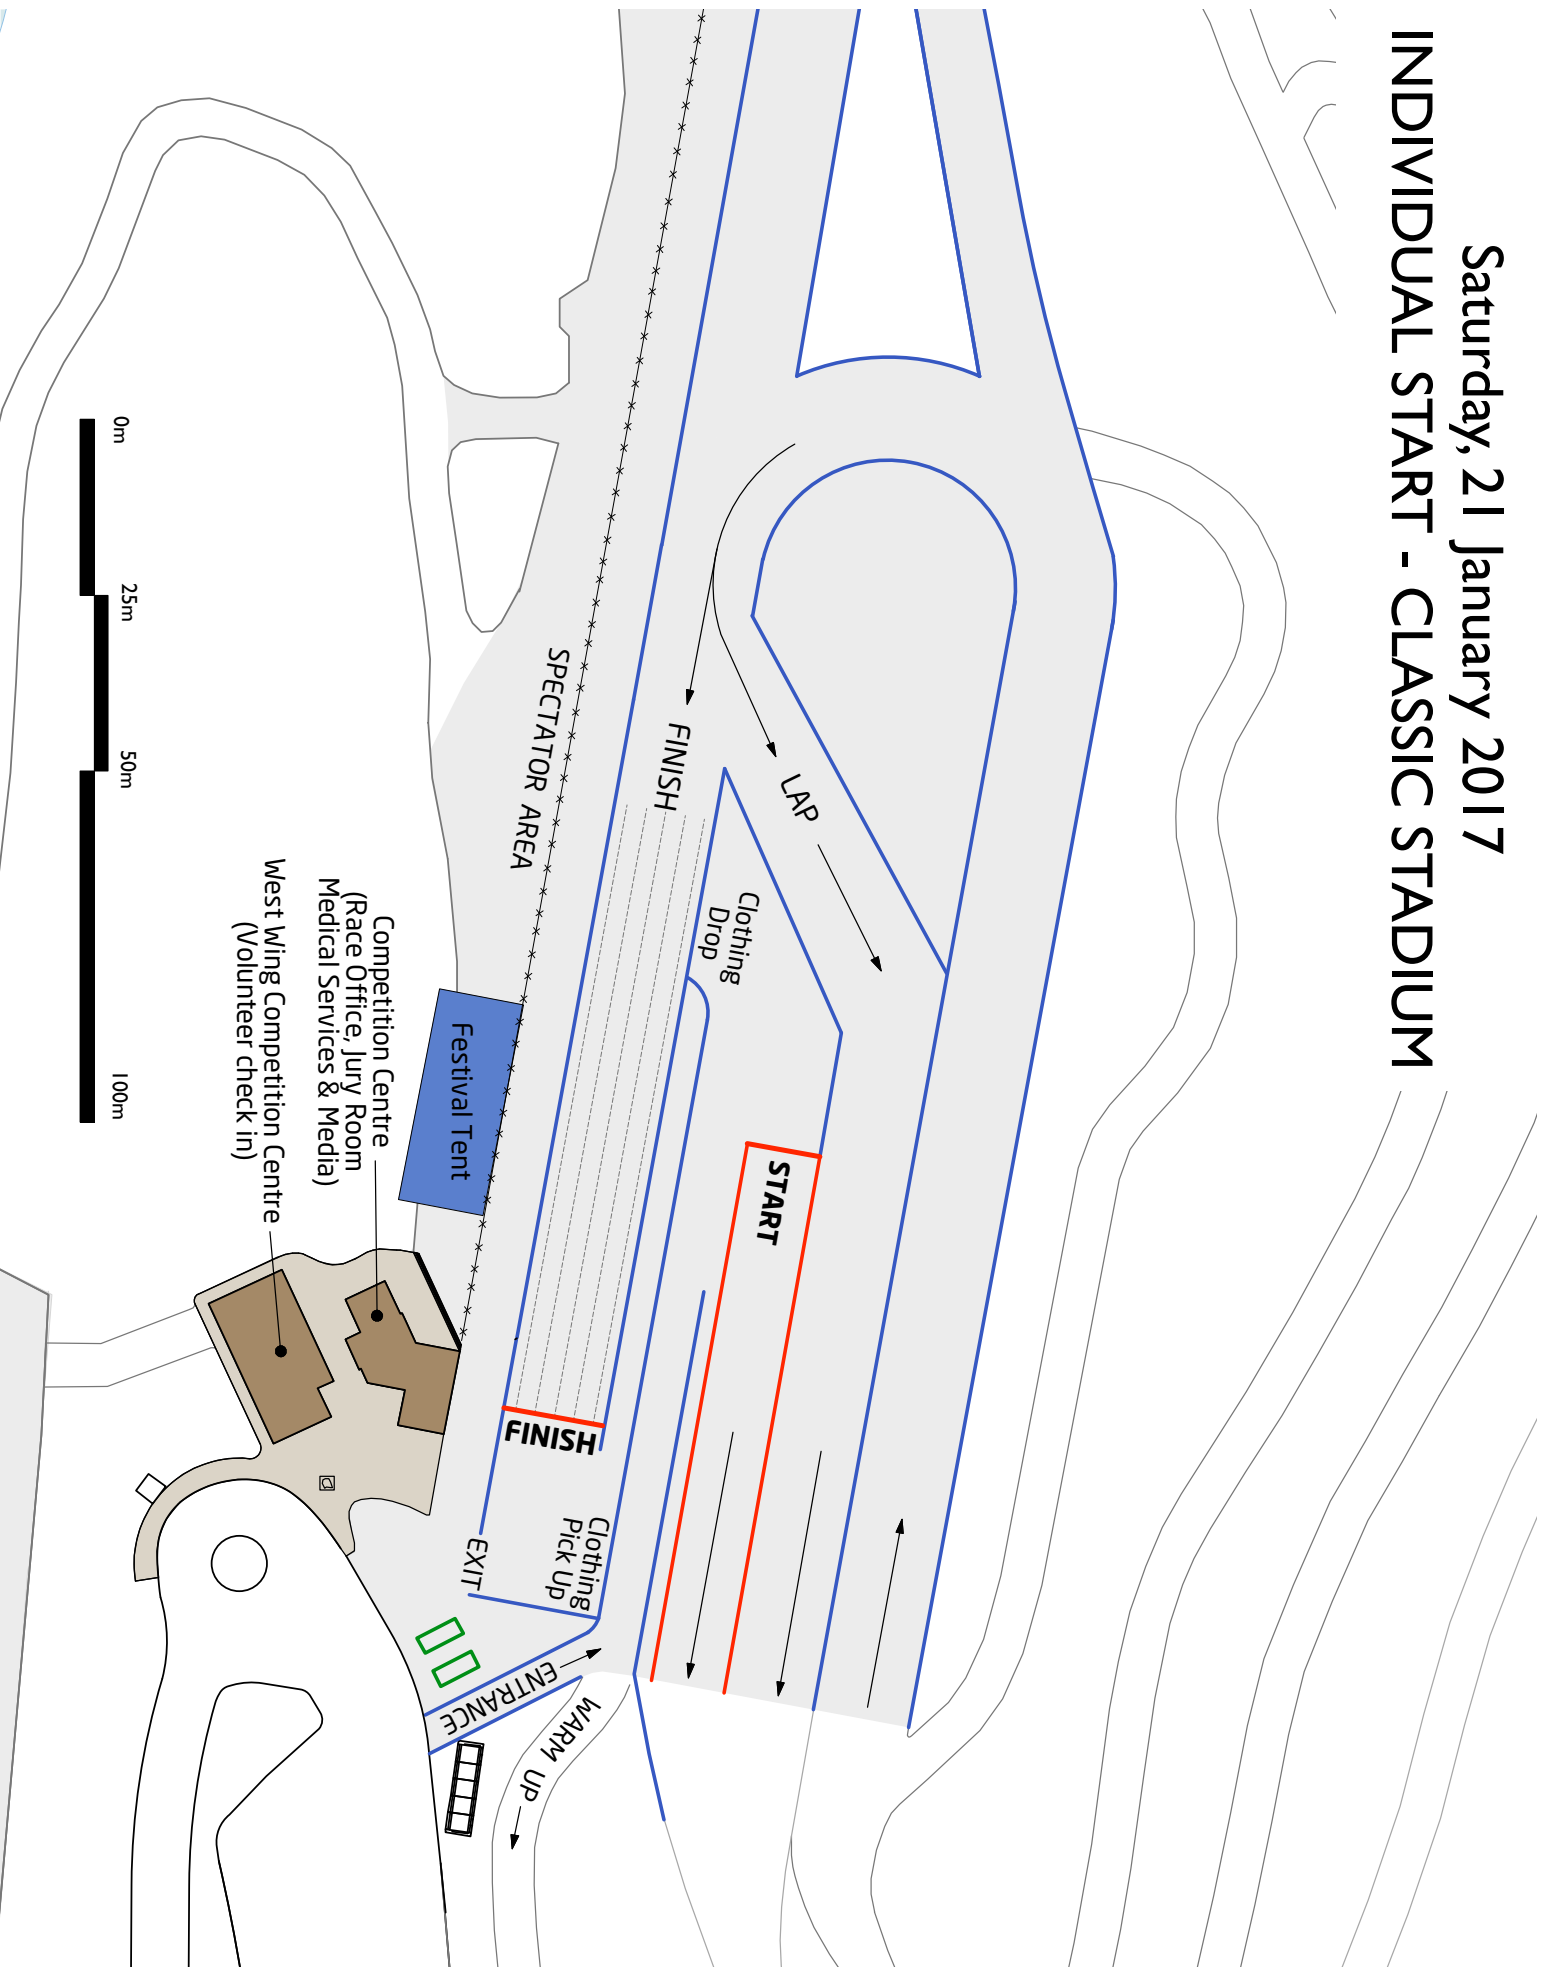 Saturday, 21 January 2017
INDIVIDUAL START - CLASSIC STADIUM
FINISH
LAP
SPECTATOR AREA
Clothing
Drop
START
Festival Tent
Competition Centre
(Race Office, Jury Room
Medical Services & Media)
West Wing Competition Centre
(Volunteer check in)
FINISH
Clothing
Pick Up
EXIT
ENTRANCE
WARM UP
0m
25m
50m
100m